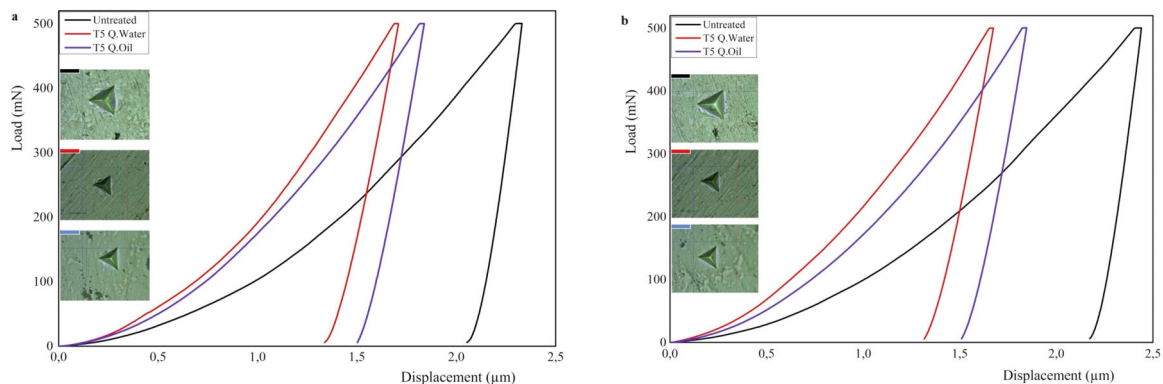 a
Untreated
T5 Q.Water
T5 Q.Oil
500
400
300
200
100
0
Load (mN)
0,0 0,5 1,0 1,5 2,0 2,5
Displacement (µm)
b
Untreated
T5 Q.Water
T5 Q.Oil
500
400
300
200
100
0
Load (mN)
0,0 0,5 1,0 1,5 2,0 2,5
Displacement (µm)